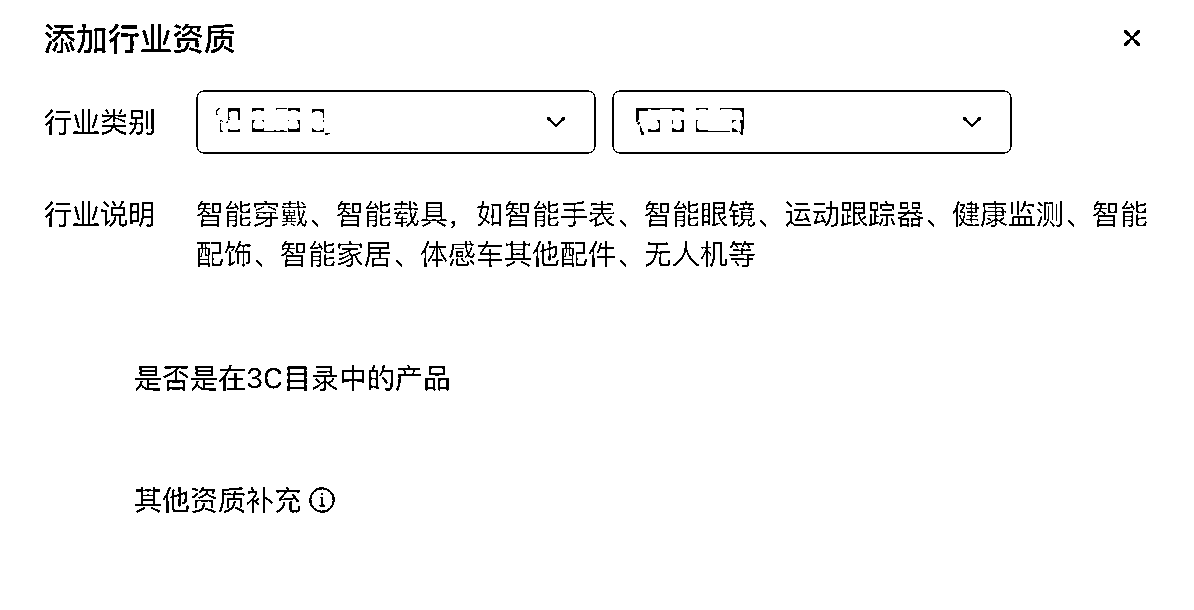 添加行业资质
行业类别
行业说明 智能穿戴、智能载具，如智能手表、智能眼镜、运动跟踪器、健康监测、智能
配饰、智能家居、体感车其他配件、无人机等
是否是在3C目录中的产品
其他资质补充